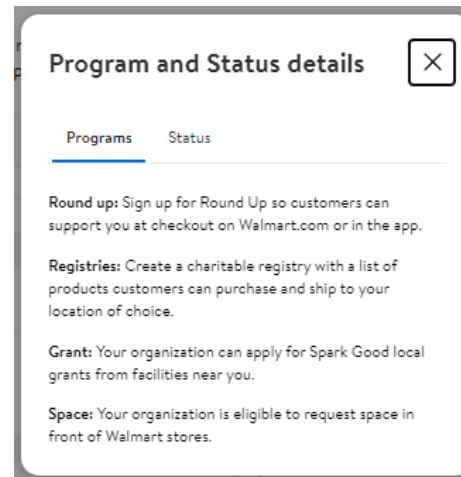 Program and Status details
Programs Status
Round up: Sign up for Round Up so customers can
support you at checkout on Walmart.com or in the app.
Registries: Create a charitable registry with a list of
products customers can purchase and ship to your
location of choice.
Grant: Your organization can apply for Spark Good local
grants from facilities near you.
Space: Your organization is eligible to request space in
front of Walmart stores.